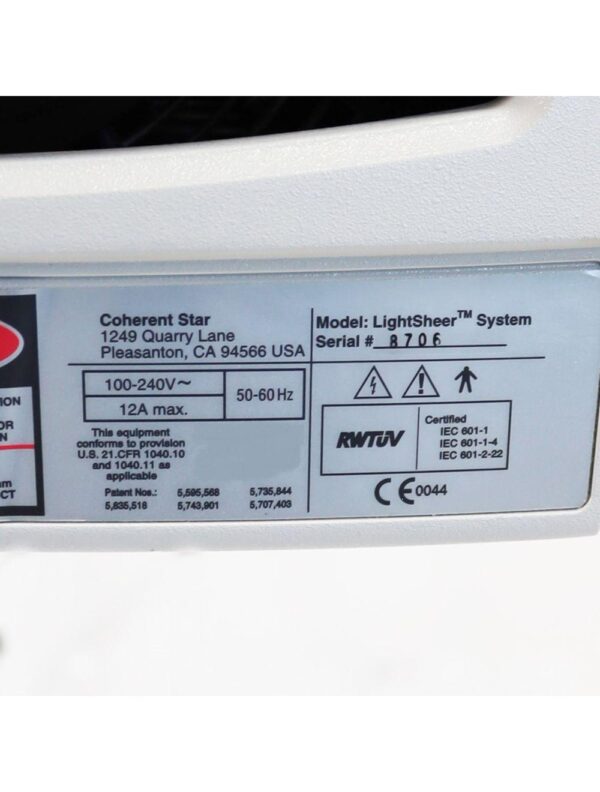 Coherent Star
1249 Quarry Lane
Pleasanton, CA 94566 USA
100-240V~
12A max.
50-60 Hz
This equipment
conforms to provision
U.S. 21.CFR 1040.10
and 1040.11 as
applicable
Patent Nos.: 5,595,568 5,735,844
5,835,518 5,743,901 5,707,403
Model: LightSheer™ System
Serial # 8706
RWTÜV
Certified
IEC 601-1
IEC 601-1-4
IEC 601-2-22
CE 0044
ION
OR
N
m
CT